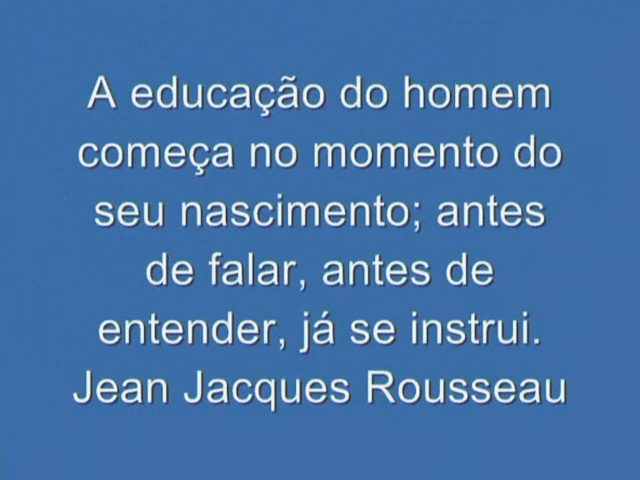 A educação do homem
começa no momento do
seu nascimento; antes
de falar, antes de
entender, já se instrui.
Jean Jacques Rousseau